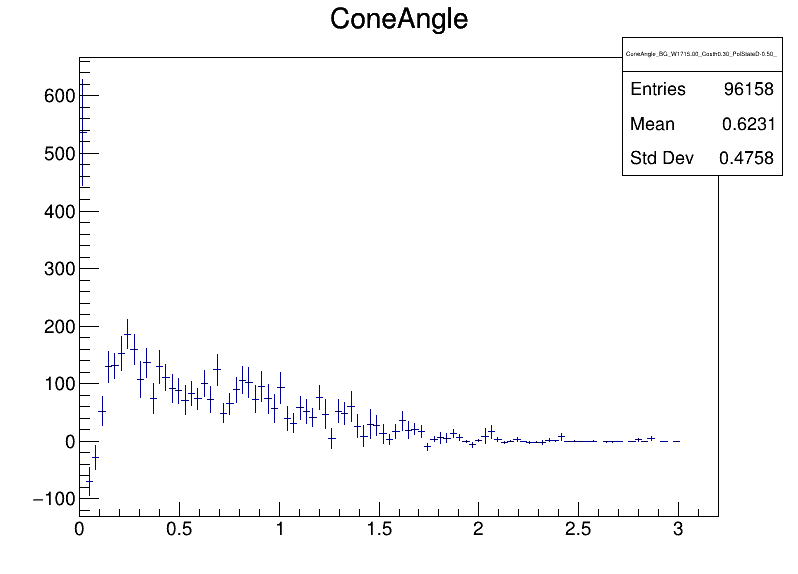 ConeAngle
ConeAngle_BG_W1715.00_Costh0.30_PolStateD-0.50_
Entries 96158
Mean 0.6231
Std Dev 0.4758
600
500
400
300
200
100
0
−100
0 0.5 1 1.5 2 2.5 3